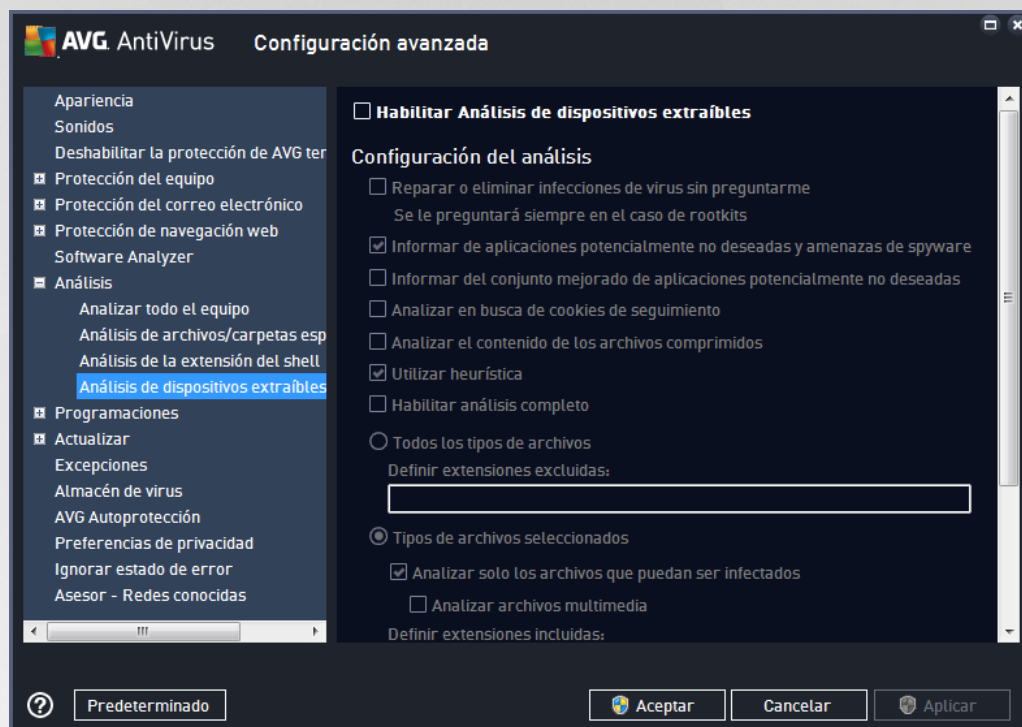 AVG. AntiVirus Configuración avanzada
Apariencia
Sonidos
Deshabilitar la protección de AVG ter
Protección del equipo
Protección del correo electrónico
Protección de navegación web
Software Analyzer
Análisis
Analizar todo el equipo
Análisis de archivos/carpetas esp
Análisis de la extensión del shell
Análisis de dispositivos extraíbles
Programaciones
Actualizar
Excepciones
Almacén de virus
AVG Autoprotección
Preferencias de privacidad
Ignorar estado de error
Asesor - Redes conocidas
Habilitar Análisis de dispositivos extraíbles
Configuración del análisis
Reparar o eliminar infecciones de virus sin preguntarme
Se le preguntará siempre en el caso de rootkits
Informar de aplicaciones potencialmente no deseadas y amenazas de spyware
Informar del conjunto mejorado de aplicaciones potencialmente no deseadas
Analizar en busca de cookies de seguimiento
Analizar el contenido de los archivos comprimidos
Utilizar heurística
Habilitar análisis completo
Todos los tipos de archivos
Definir extensiones excluidas:
Tipos de archivos seleccionados
Analizar solo los archivos que puedan ser infectados
Analizar archivos multimedia
Definir extensiones incluidas:
? Predeterminado Aceptar Cancelar Aplicar